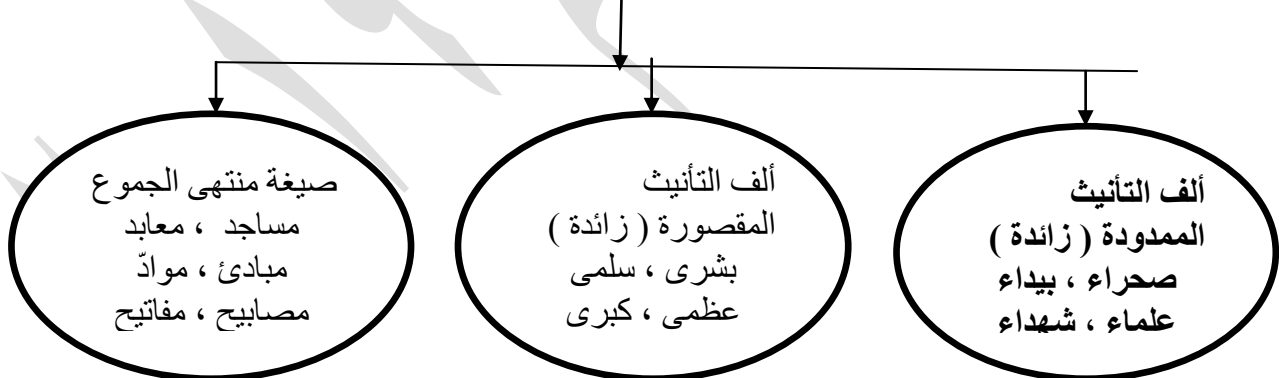 ألف التأنيث
الممدودة ( زائدة )
صحراء ، بيداء
علماء ، شهداء
ألف التأنيث
المقصورة ( زائدة )
بشرى ، سلمى
عظمى ، كبرى
صيغة منتهى الجموع
مساجد ، معابد
مبادئ ، موادّ
مصابيح ، مفاتيح